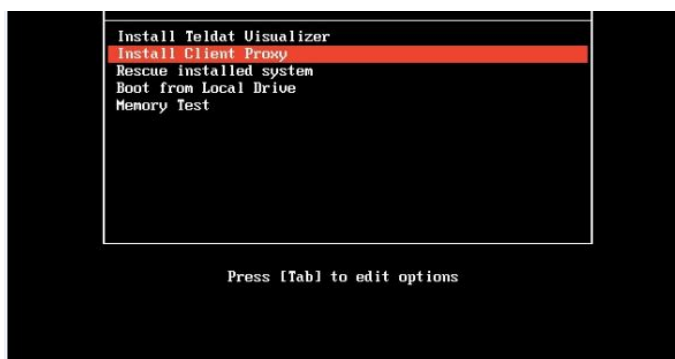 Install Teldat Visualizer
Install Client Proxy
Rescue installed system
Boot from Local Drive
Memory Test
Press [Tab] to edit options